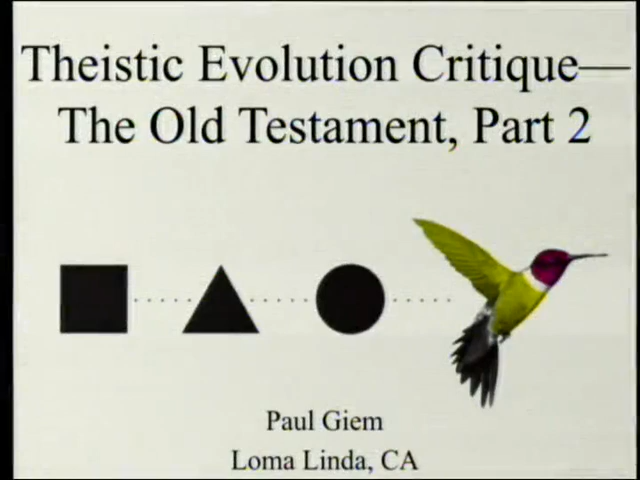 Theistic Evolution Critique—
The Old Testament, Part 2
Paul Giem
Loma Linda, CA